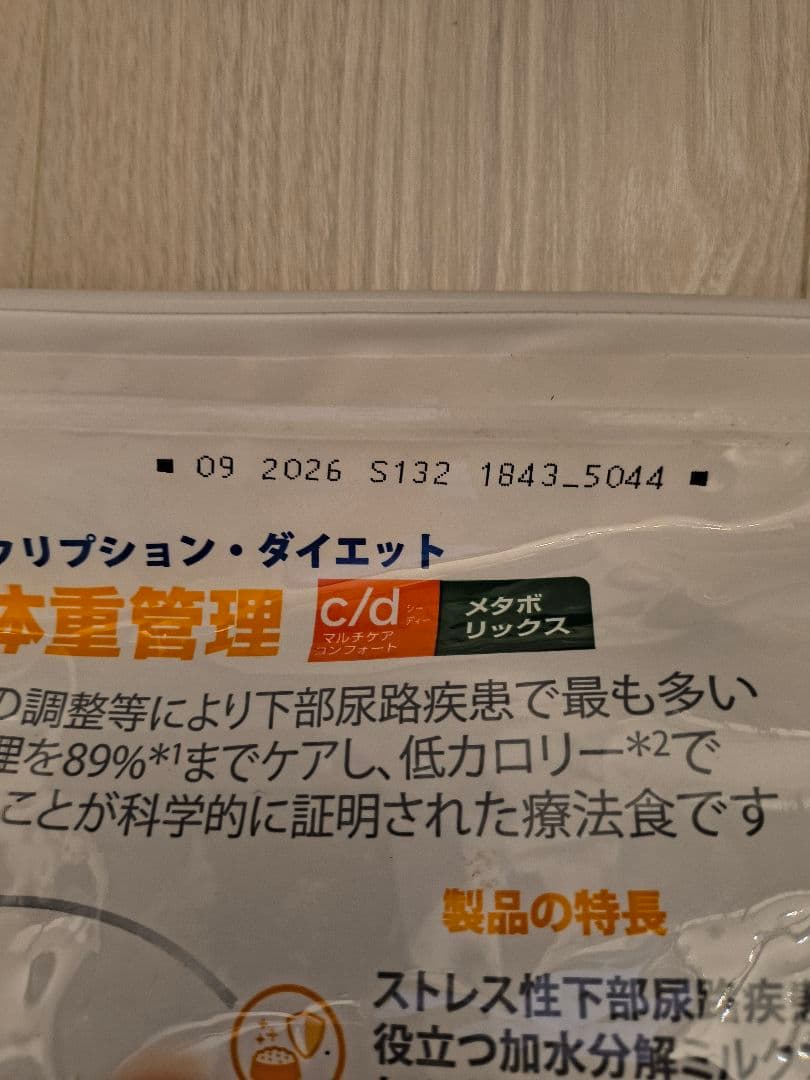 ■ 09 2026 S132 1843_5044 ■
クリプション・ダイエット
体重管理
c/d シーディー
マルチケア
コンフォート
メタボ
リックス
の調整等により下部尿路疾患で最も多い
理を89%*1までケアし、低カロリー*2で
ことが科学的に証明された療法食です
製品の特長
ストレス性下部尿路疾患
役立つ加水分解ミルク